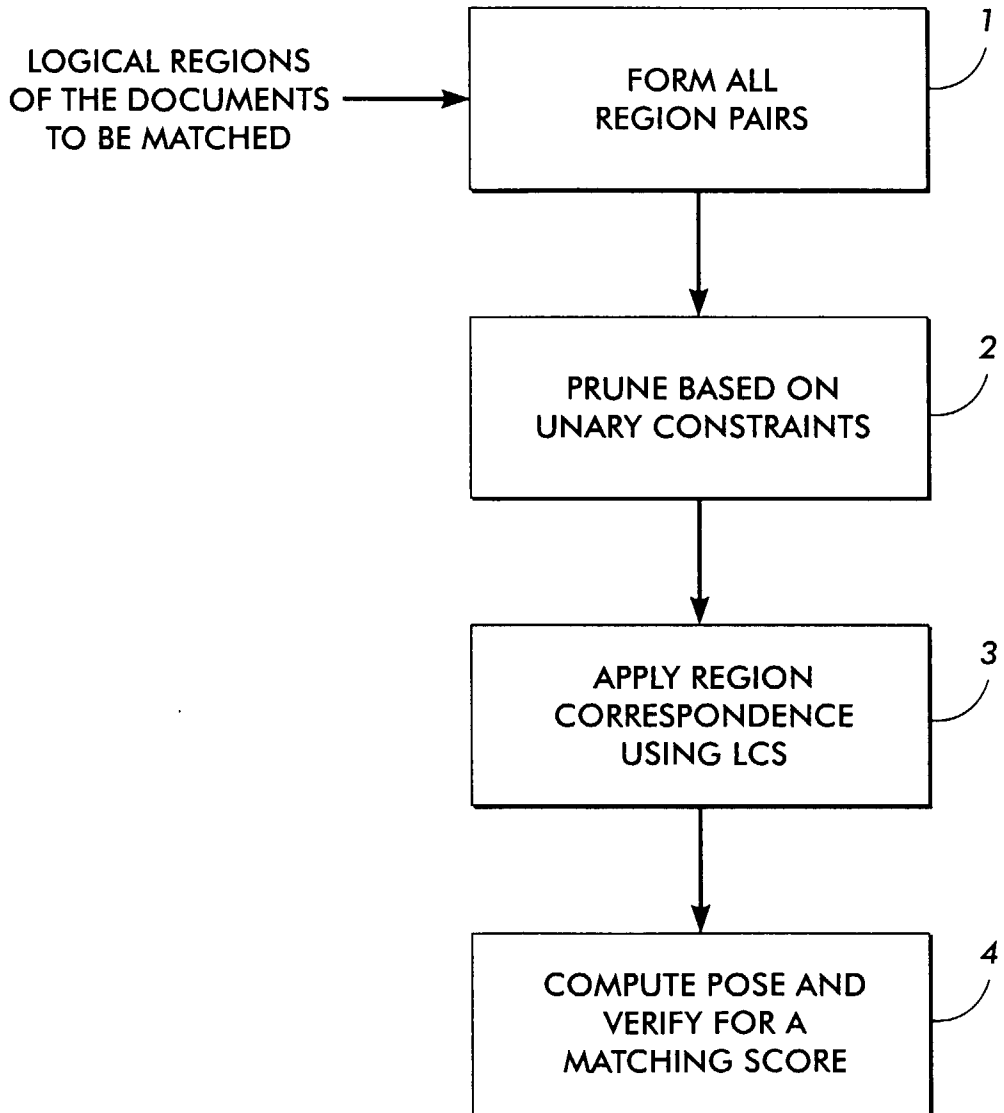 1
LOGICAL REGIONS
OF THE DOCUMENTS
TO BE MATCHED
FORM ALL
REGION PAIRS
2
PRUNE BASED ON
UNARY CONSTRAINTS
3
APPLY REGION
CORRESPONDENCE
USING LCS
4
COMPUTE POSE AND
VERIFY FOR A
MATCHING SCORE